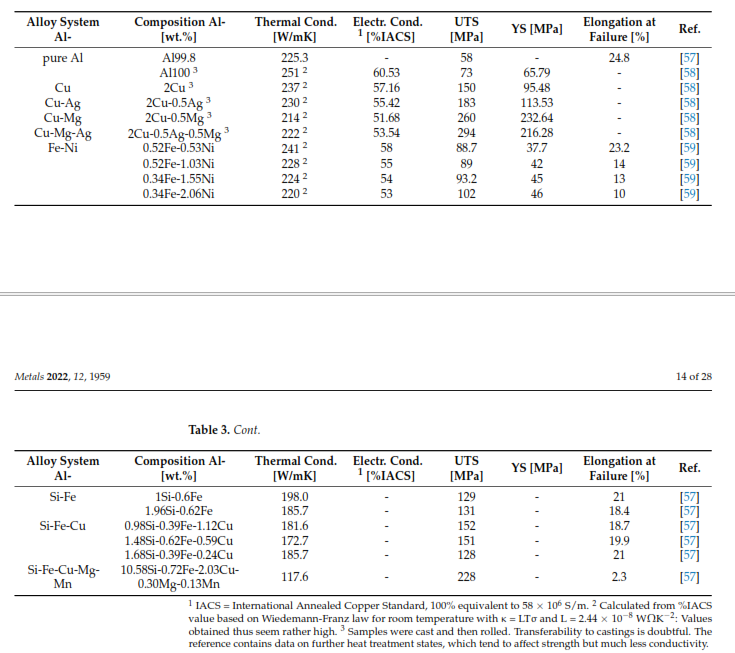 Alloy System Al- | Composition Al- [wt.%] | Thermal Cond. [W/mK] | Electr. Cond. ¹ [%IACS] | UTS [MPa] | YS [MPa] | Elongation at Failure [%] | Ref.
pure Al | Al99.8 | 225.3 | - | 58 | - | 24.8 | [57]
Al100 ³ | 251 ² | 60.53 | 73 | 65.79 | - | [58]
Cu | 2Cu ³ | 237 ² | 57.16 | 150 | 95.48 | - | [58]
Cu-Ag | 2Cu-0.5Ag ³ | 230 ² | 55.42 | 183 | 113.53 | - | [58]
Cu-Mg | 2Cu-0.5Mg ³ | 214 ² | 51.68 | 260 | 232.64 | - | [58]
Cu-Mg-Ag | 2Cu-0.5Ag-0.5Mg ³ | 222 ² | 53.54 | 294 | 216.28 | - | [58]
Fe-Ni | 0.52Fe-0.53Ni | 241 ² | 58 | 88.7 | 37.7 | 23.2 | [59]
0.52Fe-1.03Ni | 228 ² | 55 | 89 | 42 | 14 | [59]
0.34Fe-1.55Ni | 224 ² | 54 | 93.2 | 45 | 13 | [59]
0.34Fe-2.06Ni | 220 ² | 53 | 102 | 46 | 10 | [59]
Metals 2022, 12, 1959
14 of 28
Table 3. Cont.
Alloy System Al- | Composition Al- [wt.%] | Thermal Cond. [W/mK] | Electr. Cond. ¹ [%IACS] | UTS [MPa] | YS [MPa] | Elongation at Failure [%] | Ref.
Si-Fe | 1Si-0.6Fe | 198.0 | - | 129 | - | 21 | [57]
1.96Si-0.62Fe | 185.7 | - | 131 | - | 18.4 | [57]
Si-Fe-Cu | 0.98Si-0.39Fe-1.12Cu | 181.6 | - | 152 | - | 18.7 | [57]
1.48Si-0.62Fe-0.59Cu | 172.7 | - | 151 | - | 19.9 | [57]
1.68Si-0.39Fe-0.24Cu | 185.7 | - | 128 | - | 21 | [57]
Si-Fe-Cu-Mg-Mn | 10.58Si-0.72Fe-2.03Cu-0.30Mg-0.13Mn | 117.6 | - | 228 | - | 2.3 | [57]
¹ IACS = International Annealed Copper Standard, 100% equivalent to 58 × 10⁶ S/m. ² Calculated from %IACS
value based on Wiedemann-Franz law for room temperature with κ = LTσ and L = 2.44 × 10⁻⁸ WΩK⁻²: Values
obtained thus seem rather high. ³ Samples were cast and then rolled. Transferability to castings is doubtful. The
reference contains data on further heat treatment states, which tend to affect strength but much less conductivity.